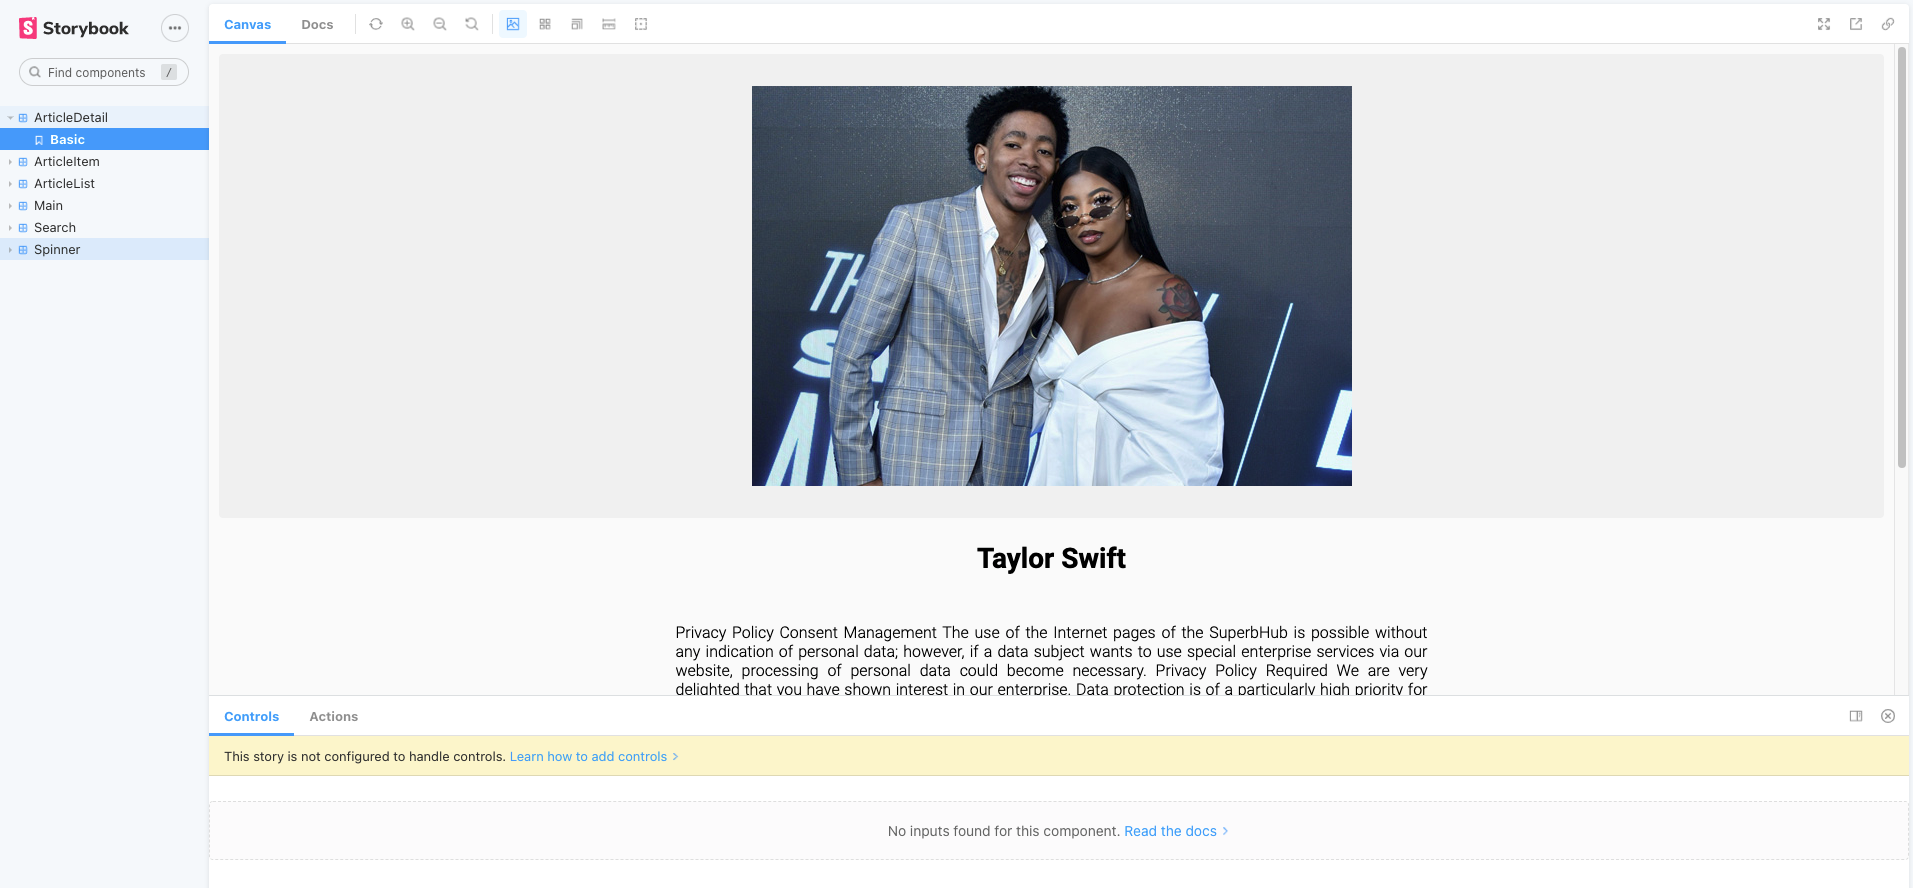 Storybook
Find components /
ArticleDetail
Basic
ArticleItem
ArticleList
Main
Search
Spinner
Canvas Docs
Taylor Swift
Privacy Policy Consent Management The use of the Internet pages of the SuperbHub is possible without
any indication of personal data; however, if a data subject wants to use special enterprise services via our
website, processing of personal data could become necessary. Privacy Policy Required We are very
delighted that you have shown interest in our enterprise. Data protection is of a particularly high priority for
Controls Actions
This story is not configured to handle controls. Learn how to add controls
No inputs found for this component. Read the docs